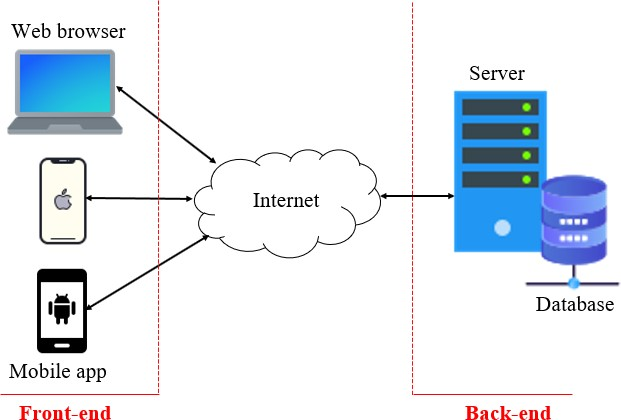 Web browser
Server
Internet
Database
Mobile app
Front-end
Back-end